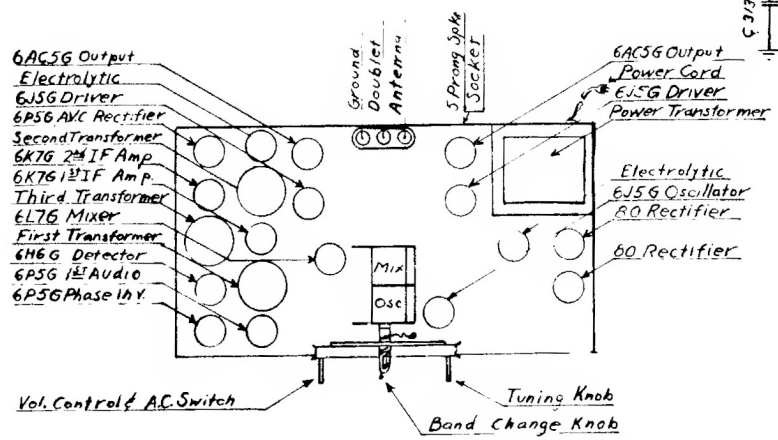 C313
6AC5G Output
Electrolytic
6J5G Driver
6P5G AVC Rectifier
Second Transformer
6K7G 2nd IF Amp
6K7G 1st IF Amp.
Third Transformer
6L7G Mixer
First Transformer
6H6G Detector
6P5G 1st Audio
6P5G Phase Inv.
Ground
Doublet
Antenna
5 Prong Spkr
Socket
6AC5G Output
Power Cord
6J5G Driver
Power Transformer
Electrolytic
6J5G Oscillator
80 Rectifier
80 Rectifier
Mix
Osc
Vol. Control & A.C. Switch
Tuning Knob
Band Change Knob